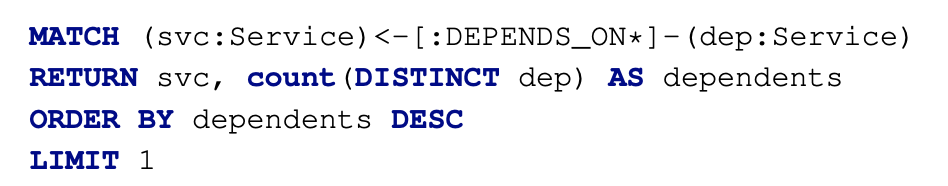 MATCH (svc:Service)<-[:DEPENDS_ON*]-(dep:Service)
RETURN svc, count(DISTINCT dep) AS dependents
ORDER BY dependents DESC
LIMIT 1